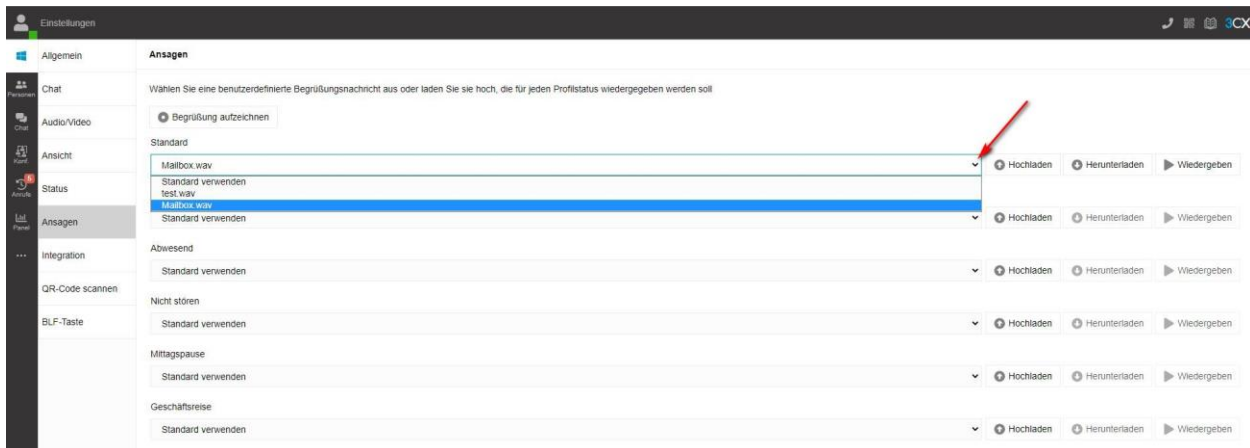 Einstellungen
3CX
Allgemein
Ansagen
Personen
Chat
Wählen Sie eine benutzerdefinierte Begrüßungsnachricht aus oder laden Sie sie hoch, die für jeden Profilstatus wiedergegeben werden soll
Chat
Audio/Video
Begrüßung aufzeichnen
Standard
Konf.
Ansicht
Mailbox.wav
Hochladen Herunterladen Wiedergeben
Standard verwenden
test.wav
Mailbox.wav
5
Anrufe
Status
Panel
Ansagen
Standard verwenden
Hochladen Herunterladen Wiedergeben
Abwesend
Integration
Standard verwenden
Hochladen Herunterladen Wiedergeben
QR-Code scannen
Nicht stören
BLF-Taste
Standard verwenden
Hochladen Herunterladen Wiedergeben
Mittagspause
Standard verwenden
Hochladen Herunterladen Wiedergeben
Geschäftsreise
Standard verwenden
Hochladen Herunterladen Wiedergeben